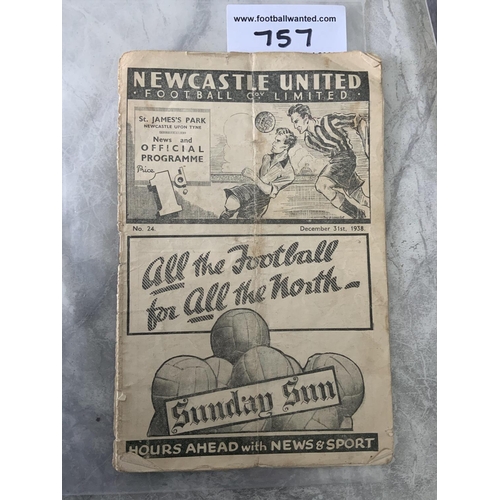 www.footballwanted.com
757
NEWCASTLE UNITED
· FOOTBALL Coy LIMITED ·
St. JAMES'S PARK
NEWCASTLE UPON TYNE
News and
OFFICIAL
PROGRAMME
Price 1d.
No. 24. December 31st, 1938.
All the Football
for All the North—
Sunday Sun
HOURS AHEAD with NEWS & SPORT